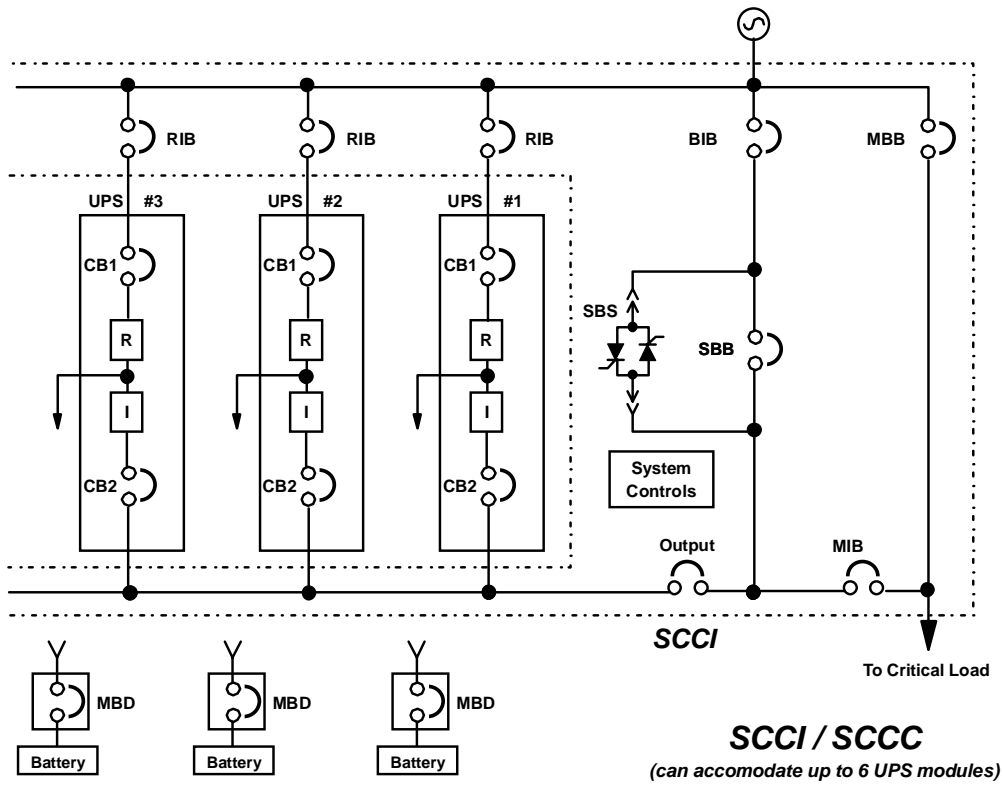 RIB RIB RIB BIB MBB
UPS #3 UPS #2 UPS #1
CB1 CB1 CB1
SBS
R R R SBB
I I I
System
Controls
CB2 CB2 CB2
Output MIB
SCCI
To Critical Load
MBD MBD MBD
Battery Battery Battery
SCCI / SCCC
(can accomodate up to 6 UPS modules)